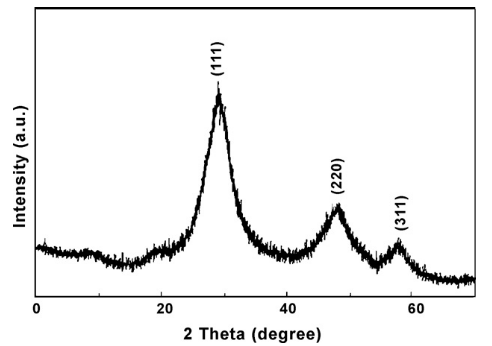 (111)
(220)
(311)
Intensity (a.u.)
0 20 40 60
2 Theta (degree)